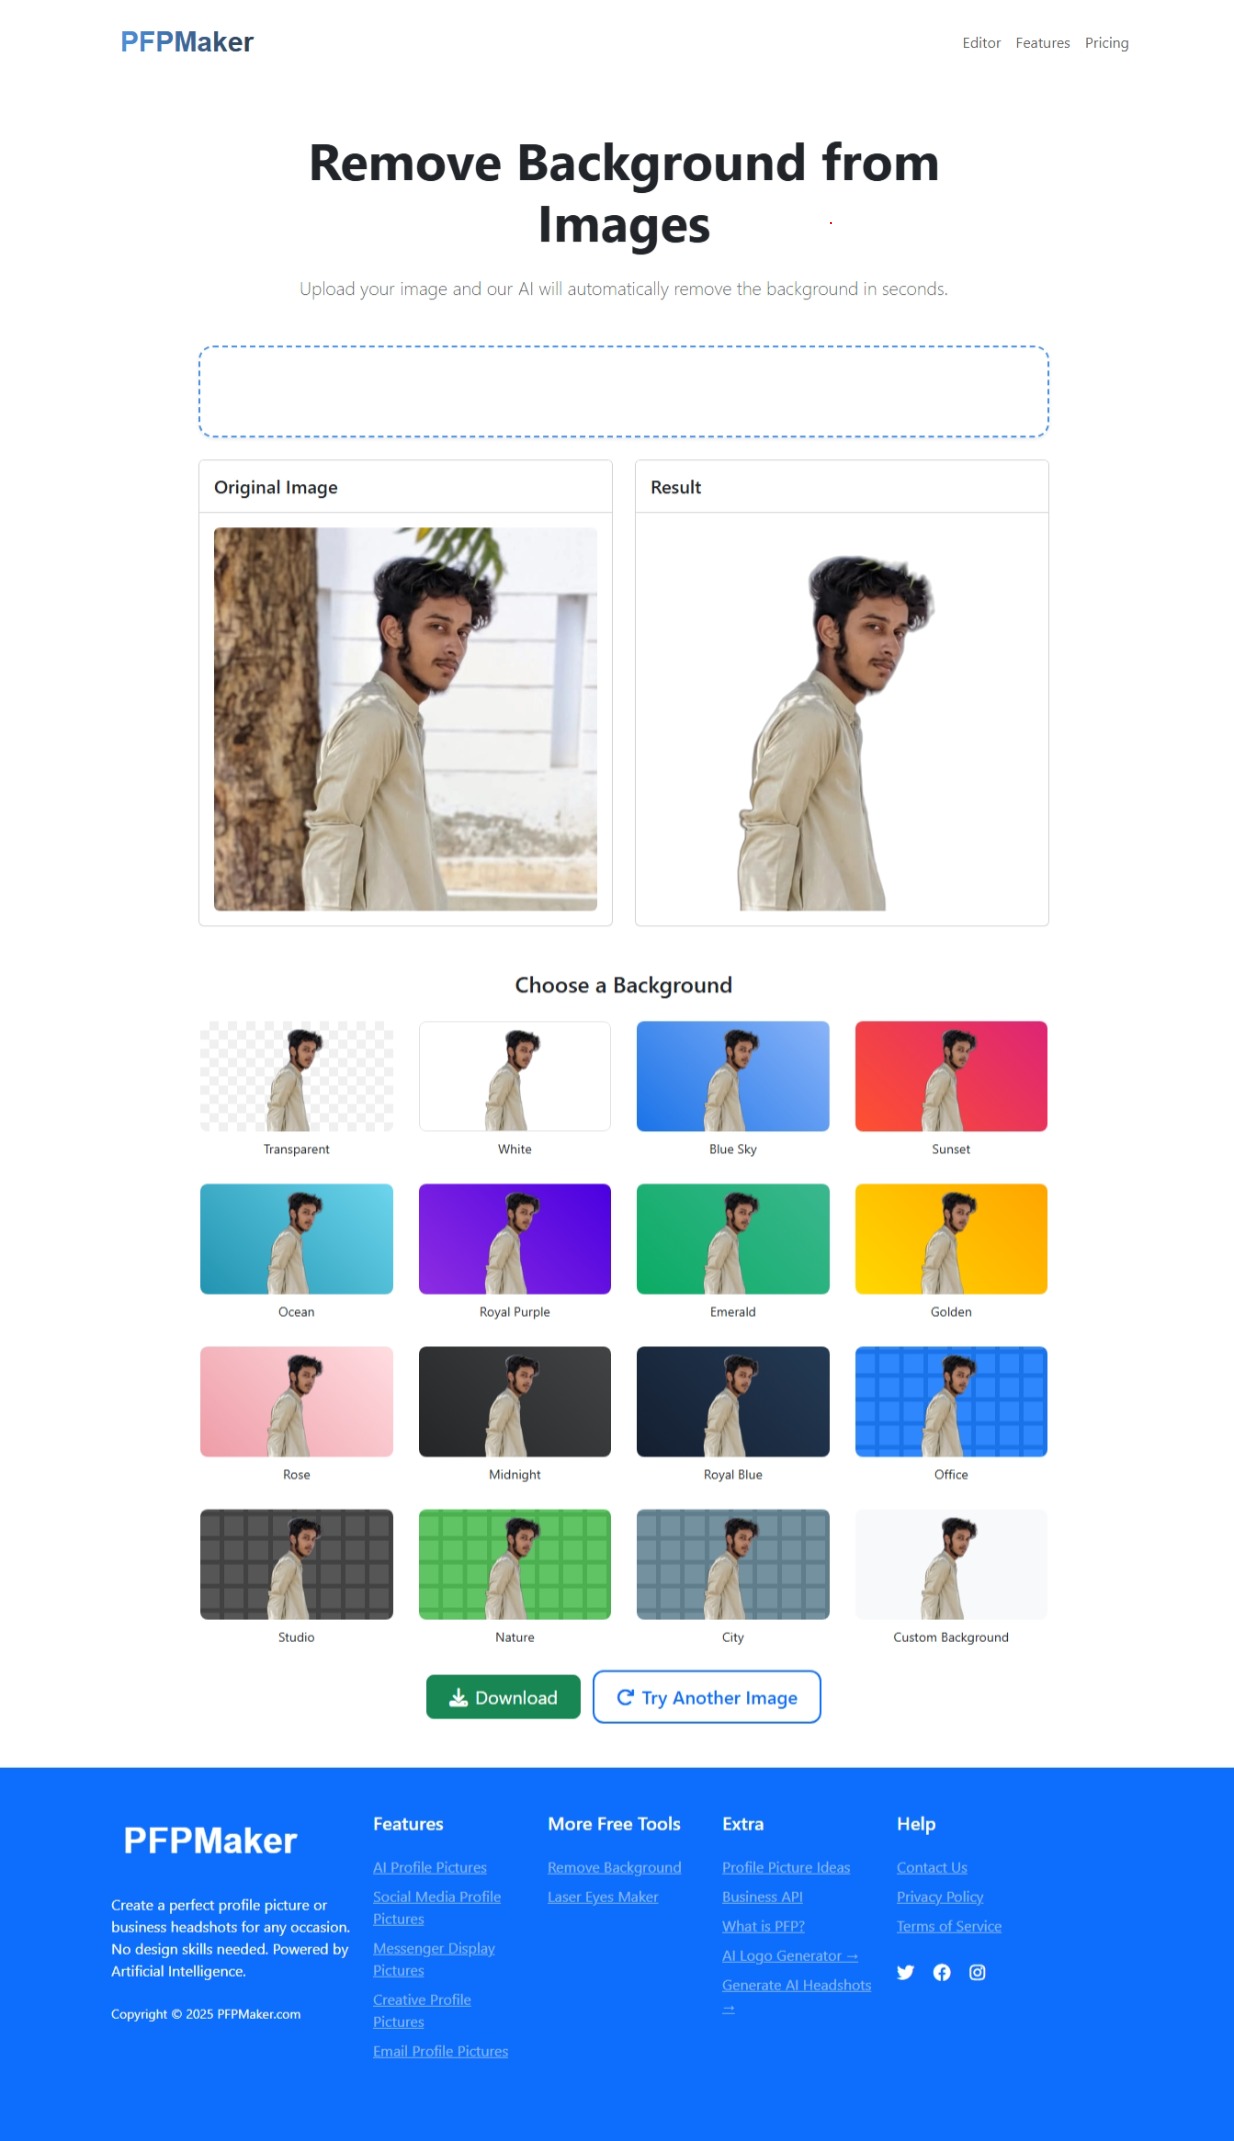 PFPMaker
Editor Features Pricing
Remove Background from
Images
Upload your image and our AI will automatically remove the background in seconds.
Original Image
Result
Choose a Background
Transparent
White
Blue Sky
Sunset
Ocean
Royal Purple
Emerald
Golden
Rose
Midnight
Royal Blue
Office
Studio
Nature
City
Custom Background
Download
Try Another Image
PFPMaker
Create a perfect profile picture or
business headshots for any occasion.
No design skills needed. Powered by
Artificial Intelligence.
Copyright © 2025 PFPMaker.com
Features
AI Profile Pictures
Social Media Profile
Pictures
Messenger Display
Pictures
Creative Profile
Pictures
Email Profile Pictures
More Free Tools
Remove Background
Laser Eyes Maker
Extra
Profile Picture Ideas
Business API
What is PFP?
AI Logo Generator →
Generate AI Headshots
→
Help
Contact Us
Privacy Policy
Terms of Service